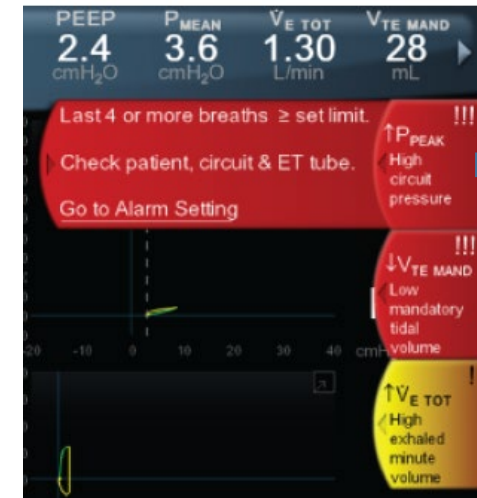 PEEP PMEAN V̇E TOT VTE MAND
2.4 3.6 1.30 28
cmH₂O cmH₂O L/min mL
Last 4 or more breaths ≥ set limit.
Check patient, circuit & ET tube.
Go to Alarm Setting
!!!
↑PPEAK
High
circuit
pressure
!!!
↓VTE MAND
Low
mandatory
tidal
volume
-20 -10 0 10 20 30 40 cmH
!
↑V̇E TOT
High
exhaled
minute
volume